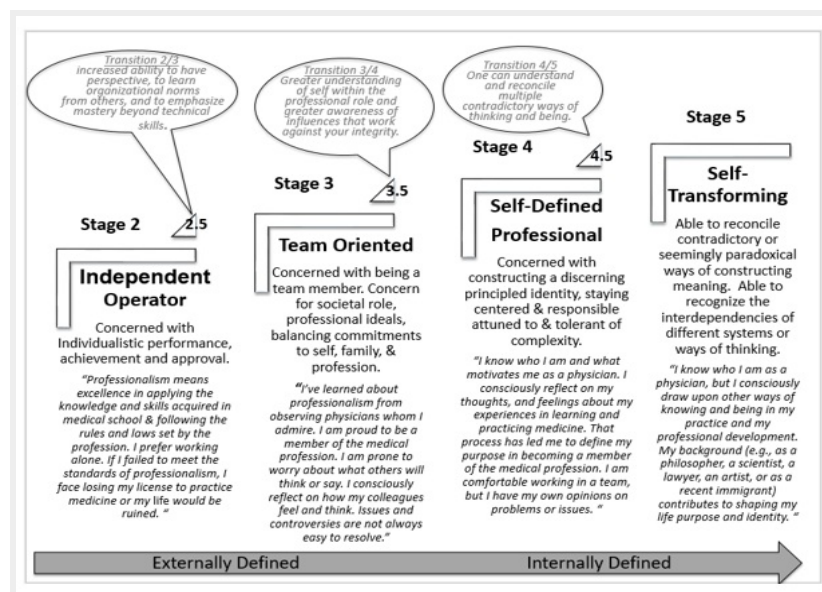 Transition 2/3
increased ability to have
perspective, to learn
organizational norms
from others, and to emphasize
mastery beyond technical
skills.
Transition 3/4
Greater understanding
of self within the
professional role and
greater awareness of
influences that work
against your integrity.
Transition 4/5
One can understand
and reconcile
multiple
contradictory ways of
thinking and being.
Stage 2
2.5
Independent
Operator
Concerned with
Individualistic performance,
achievement and approval.
"Professionalism means
excellence in applying the
knowledge and skills acquired in
medical school & following the
rules and laws set by the
profession. I prefer working
alone. If I failed to meet the
standards of professionalism, I
face losing my license to practice
medicine or my life would be
ruined. "
Stage 3
3.5
Team Oriented
Concerned with being a
team member. Concern
for societal role,
professional ideals,
balancing commitments
to self, family, &
profession.
"I've learned about
professionalism from
observing physicians whom I
admire. I am proud to be a
member of the medical
profession. I am prone to
worry about what others will
think or say. I consciously
reflect on how my colleagues
feel and think. Issues and
controversies are not always
easy to resolve."
Stage 4
4.5
Self-Defined
Professional
Concerned with
constructing a discerning
principled identity, staying
centered & responsible
attuned to & tolerant of
complexity.
"I know who I am and what
motivates me as a physician. I
consciously reflect on my
thoughts, and feelings about my
experiences in learning and
practicing medicine. That
process has led me to define my
purpose in becoming a member
of the medical profession. I am
comfortable working in a team,
but I have my own opinions on
problems or issues. "
Stage 5
Self-
Transforming
Able to reconcile
contradictory or
seemingly paradoxical
ways of constructing
meaning. Able to
recognize the
interdependencies of
different systems or
ways of thinking.
"I know who I am as a
physician, but I consciously
draw upon other ways of
knowing and being in my
practice and my
professional development.
My background (e.g., as a
philosopher, a scientist, a
lawyer, an artist, or as a
recent immigrant)
contributes to shaping my
life purpose and identity. "
Externally Defined
Internally Defined